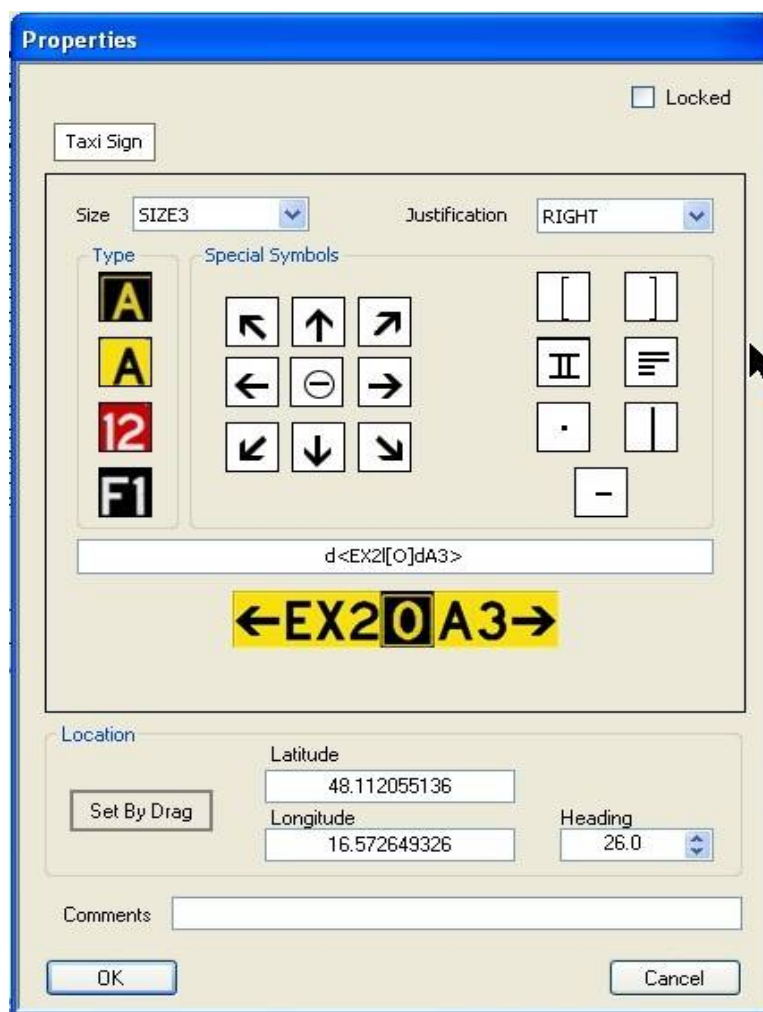 Properties
Locked
Taxi Sign
Size SIZE3 Justification RIGHT
Type Special Symbols
A
A
12
F1
[ ]
II
.
|
-
d<EX2l[O]dA3>
←EX2OA3→
Location
Latitude
48.112055136
Set By Drag
Longitude Heading
16.572649326 26.0
Comments
OK Cancel